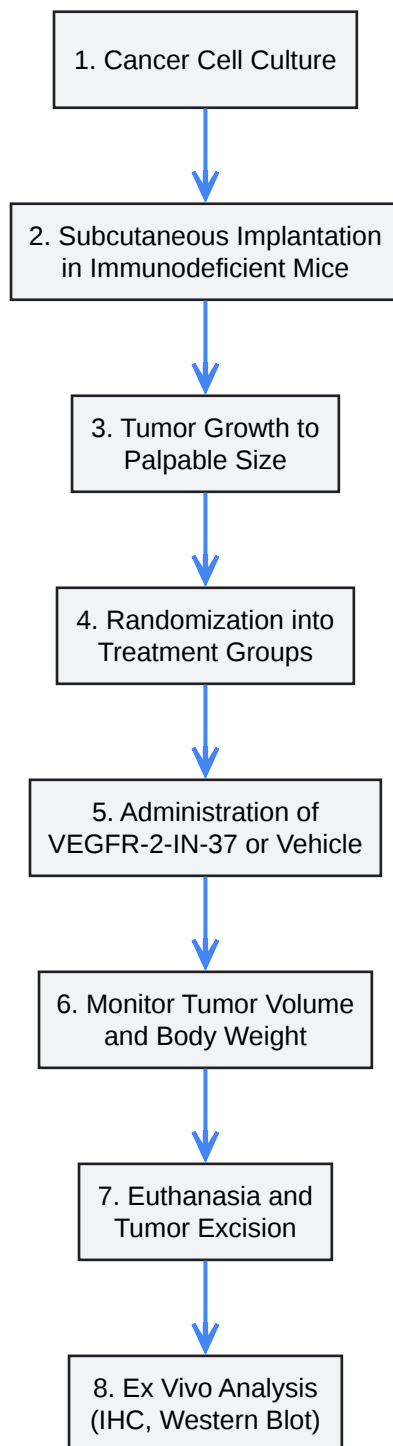 1. Cancer Cell Culture
2. Subcutaneous Implantation
in Immunodeficient Mice
3. Tumor Growth to
Palpable Size
4. Randomization into
Treatment Groups
5. Administration of
VEGFR-2-IN-37 or Vehicle
6. Monitor Tumor Volume
and Body Weight
7. Euthanasia and
Tumor Excision
8. Ex Vivo Analysis
(IHC, Western Blot)